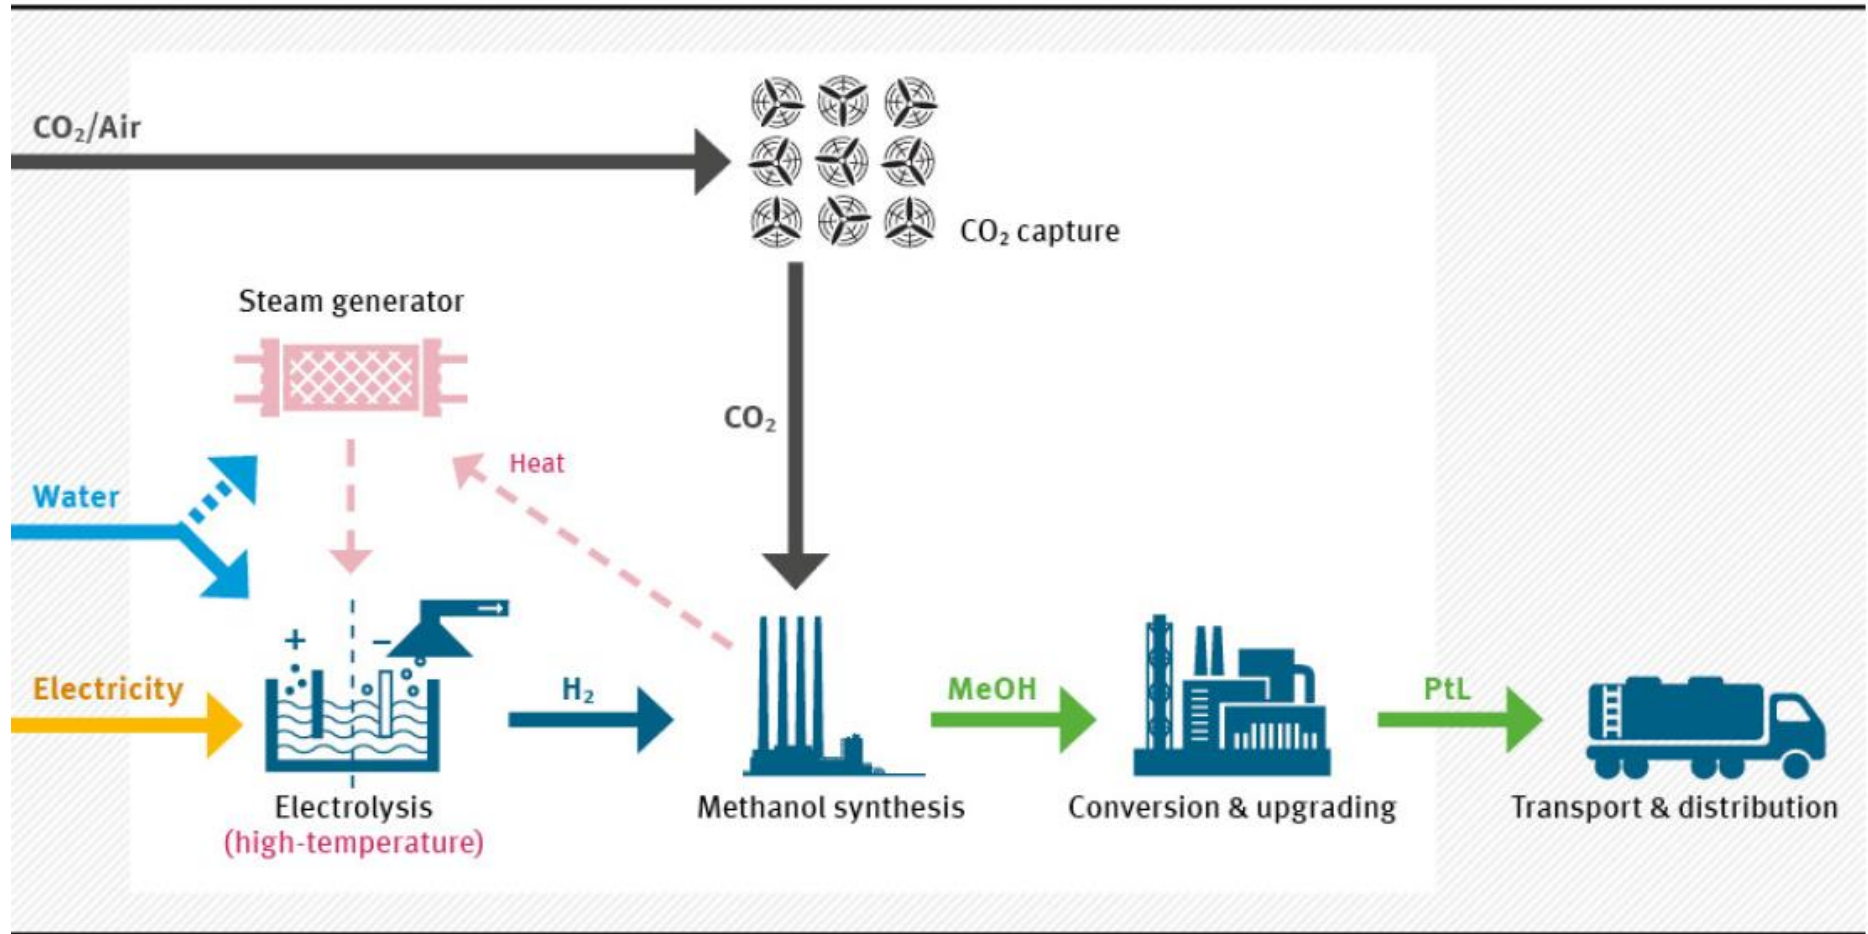 CO₂/Air
CO₂ capture
Steam generator
CO₂
Heat
Water
+
−
Electricity
H₂
MeOH
PtL
Electrolysis
(high-temperature)
Methanol synthesis
Conversion & upgrading
Transport & distribution